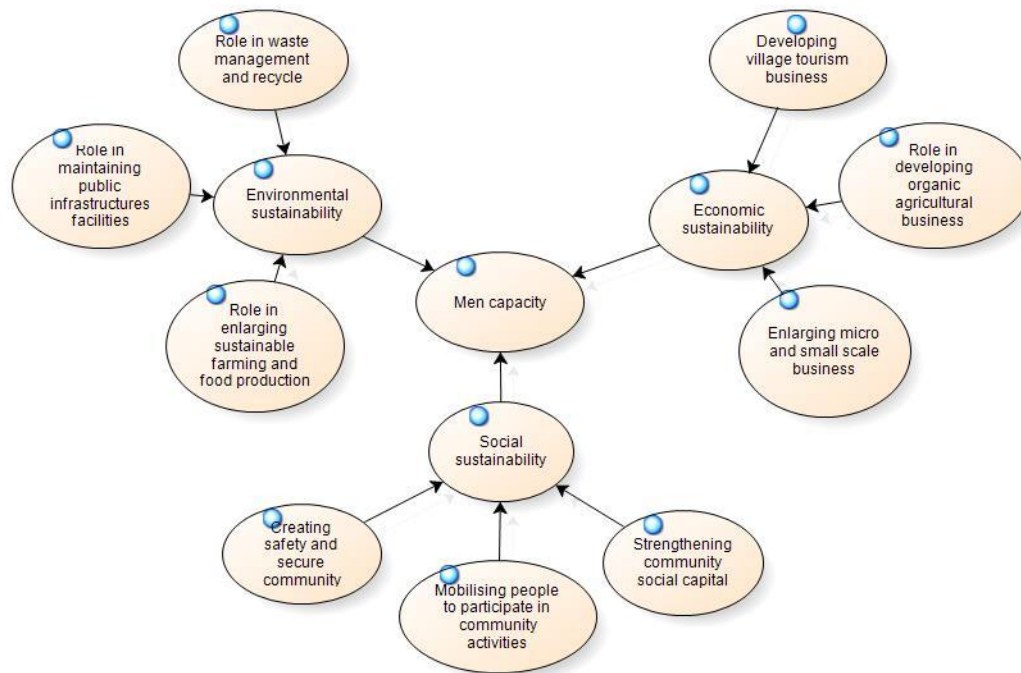 Role in waste
management
and recycle
Developing
village tourism
business
Role in
maintaining
public
infrastructures
facilities
Environmental
sustainability
Economic
sustainability
Role in
developing
organic
agricultural
business
Men capacity
Role in
enlarging
sustainable
farming and
food production
Enlarging micro
and small scale
business
Social
sustainability
Creating
safety and
secure
community
Mobilising people
to participate in
community
activities
Strengthening
community
social capital